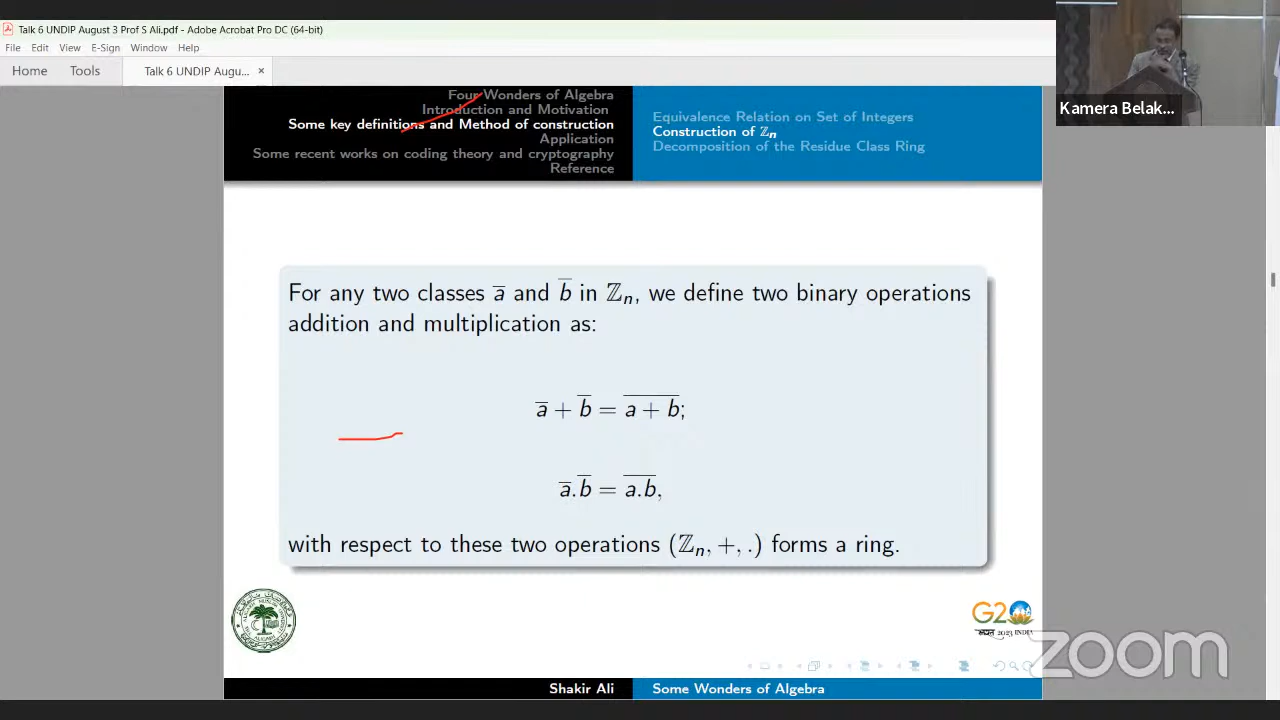 Talk 6 UNDIP August 3 Prof S Ali.pdf - Adobe Acrobat Pro DC (64-bit)
File Edit View E-Sign Window Help
Home Tools Talk 6 UNDIP Augu... ×
Kamera Belak...
Four Wonders of Algebra
Introduction and Motivation
Some key definitions and Method of construction
Application
Some recent works on coding theory and cryptography
Reference
Equivalence Relation on Set of Integers
Construction of ℤₙ
Decomposition of the Residue Class Ring
For any two classes a̅ and b̅ in ℤₙ, we define two binary operations
addition and multiplication as:
a̅ + b̅ = a̅ ̅+̅ ̅b̅;
a̅.b̅ = a̅.̅b̅,
with respect to these two operations (ℤₙ, +, .) forms a ring.
G20
2023 INDIA
zoom
Shakir Ali Some Wonders of Algebra